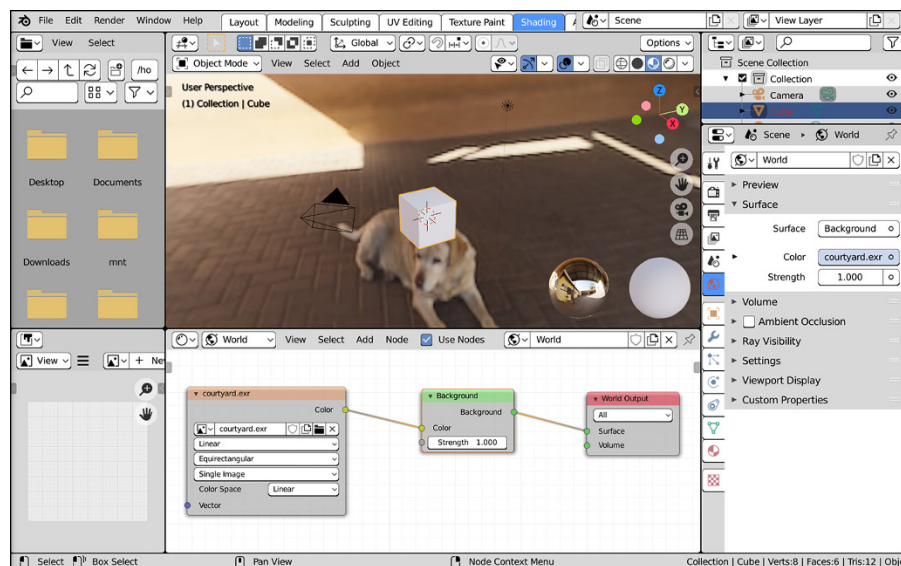 File Edit Render Window Help Layout Modeling Sculpting UV Editing Texture Paint Shading Scene View Layer
View Select
Global Options
Object Mode View Select Add Object
/ho
User Perspective
(1) Collection | Cube
Z
Y
X
Desktop Documents
Downloads mnt
Scene Collection
Collection
Camera
Cube
Scene World
World
Preview
Surface
Surface Background
Color courtyard.exr
Strength 1.000
Volume
Ambient Occlusion
Ray Visibility
Settings
Viewport Display
Custom Properties
View + Ne
World View Select Add Node Use Nodes World
courtyard.exr
Color
courtyard.exr
Linear
Equirectangular
Single Image
Color Space Linear
Vector
Background
Background
Color
Strength 1.000
World Output
All
Surface
Volume
Select Box Select Pan View Node Context Menu Collection | Cube | Verts:8 | Faces:6 | Tris:12 | Obje